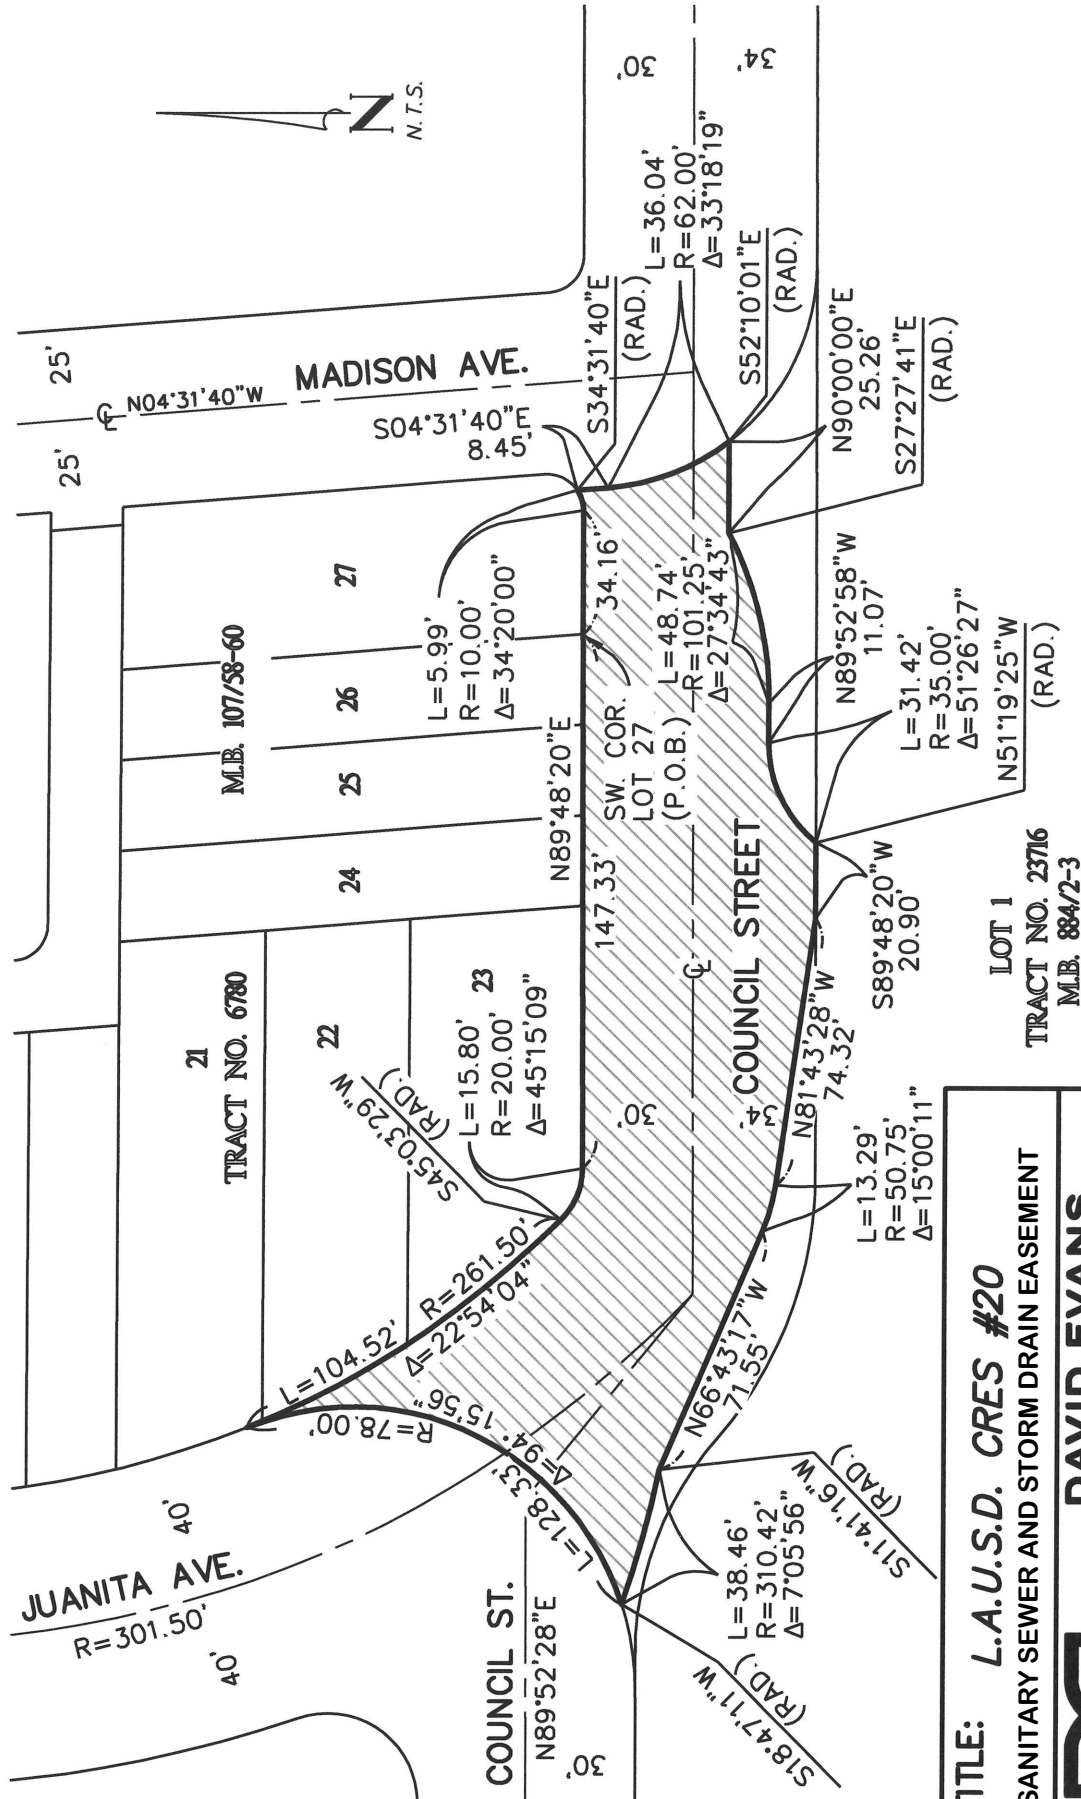 JUANITA AVE.
R=301.50'
40'
40'
COUNCIL ST.
N89°52'28"E
30'
21
TRACT NO. 6780
22
23
24
25
26
27
M.B. 107/58-60
25'
25'
℄ N04°31'40"W
MADISON AVE.
S04°31'40"E
8.45'
N
N.T.S.
30'
34'
L=104.52'
R=261.50'
Δ=22°54'04"
R=78.00'
Δ=94°15'56"
L=128.33'
S45°03'29"W
(RAD.)
L=15.80'
R=20.00'
Δ=45°15'09"
N89°48'20"E
147.33'
34.16'
L=5.99'
R=10.00'
Δ=34°20'00"
SW. COR.
LOT 27
(P.O.B.)
S34°31'40"E
(RAD.)
L=36.04'
R=62.00'
Δ=33°18'19"
S52°10'01"E
(RAD.)
N90°00'00"E
25.26'
S27°27'41"E
(RAD.)
L=48.74'
R=101.25'
Δ=27°34'43"
N89°52'58"W
11.07'
L=31.42'
R=35.00'
Δ=51°26'27"
N51°19'25"W
(RAD.)
S89°48'20"W
20.90'
℄
COUNCIL STREET
30'
34'
N81°43'28"W
74.32'
L=13.29'
R=50.75'
Δ=15°00'11"
N66°43'17"W
71.55'
S11°41'16"W
(RAD.)
L=38.46'
R=310.42'
Δ=7°05'56"
S18°47'11"W
(RAD.)
LOT 1
TRACT NO. 23716
M.B. 884/2-3
TITLE: L.A.U.S.D. CRES #20
SANITARY SEWER AND STORM DRAIN EASEMENT
DAVID EVANS